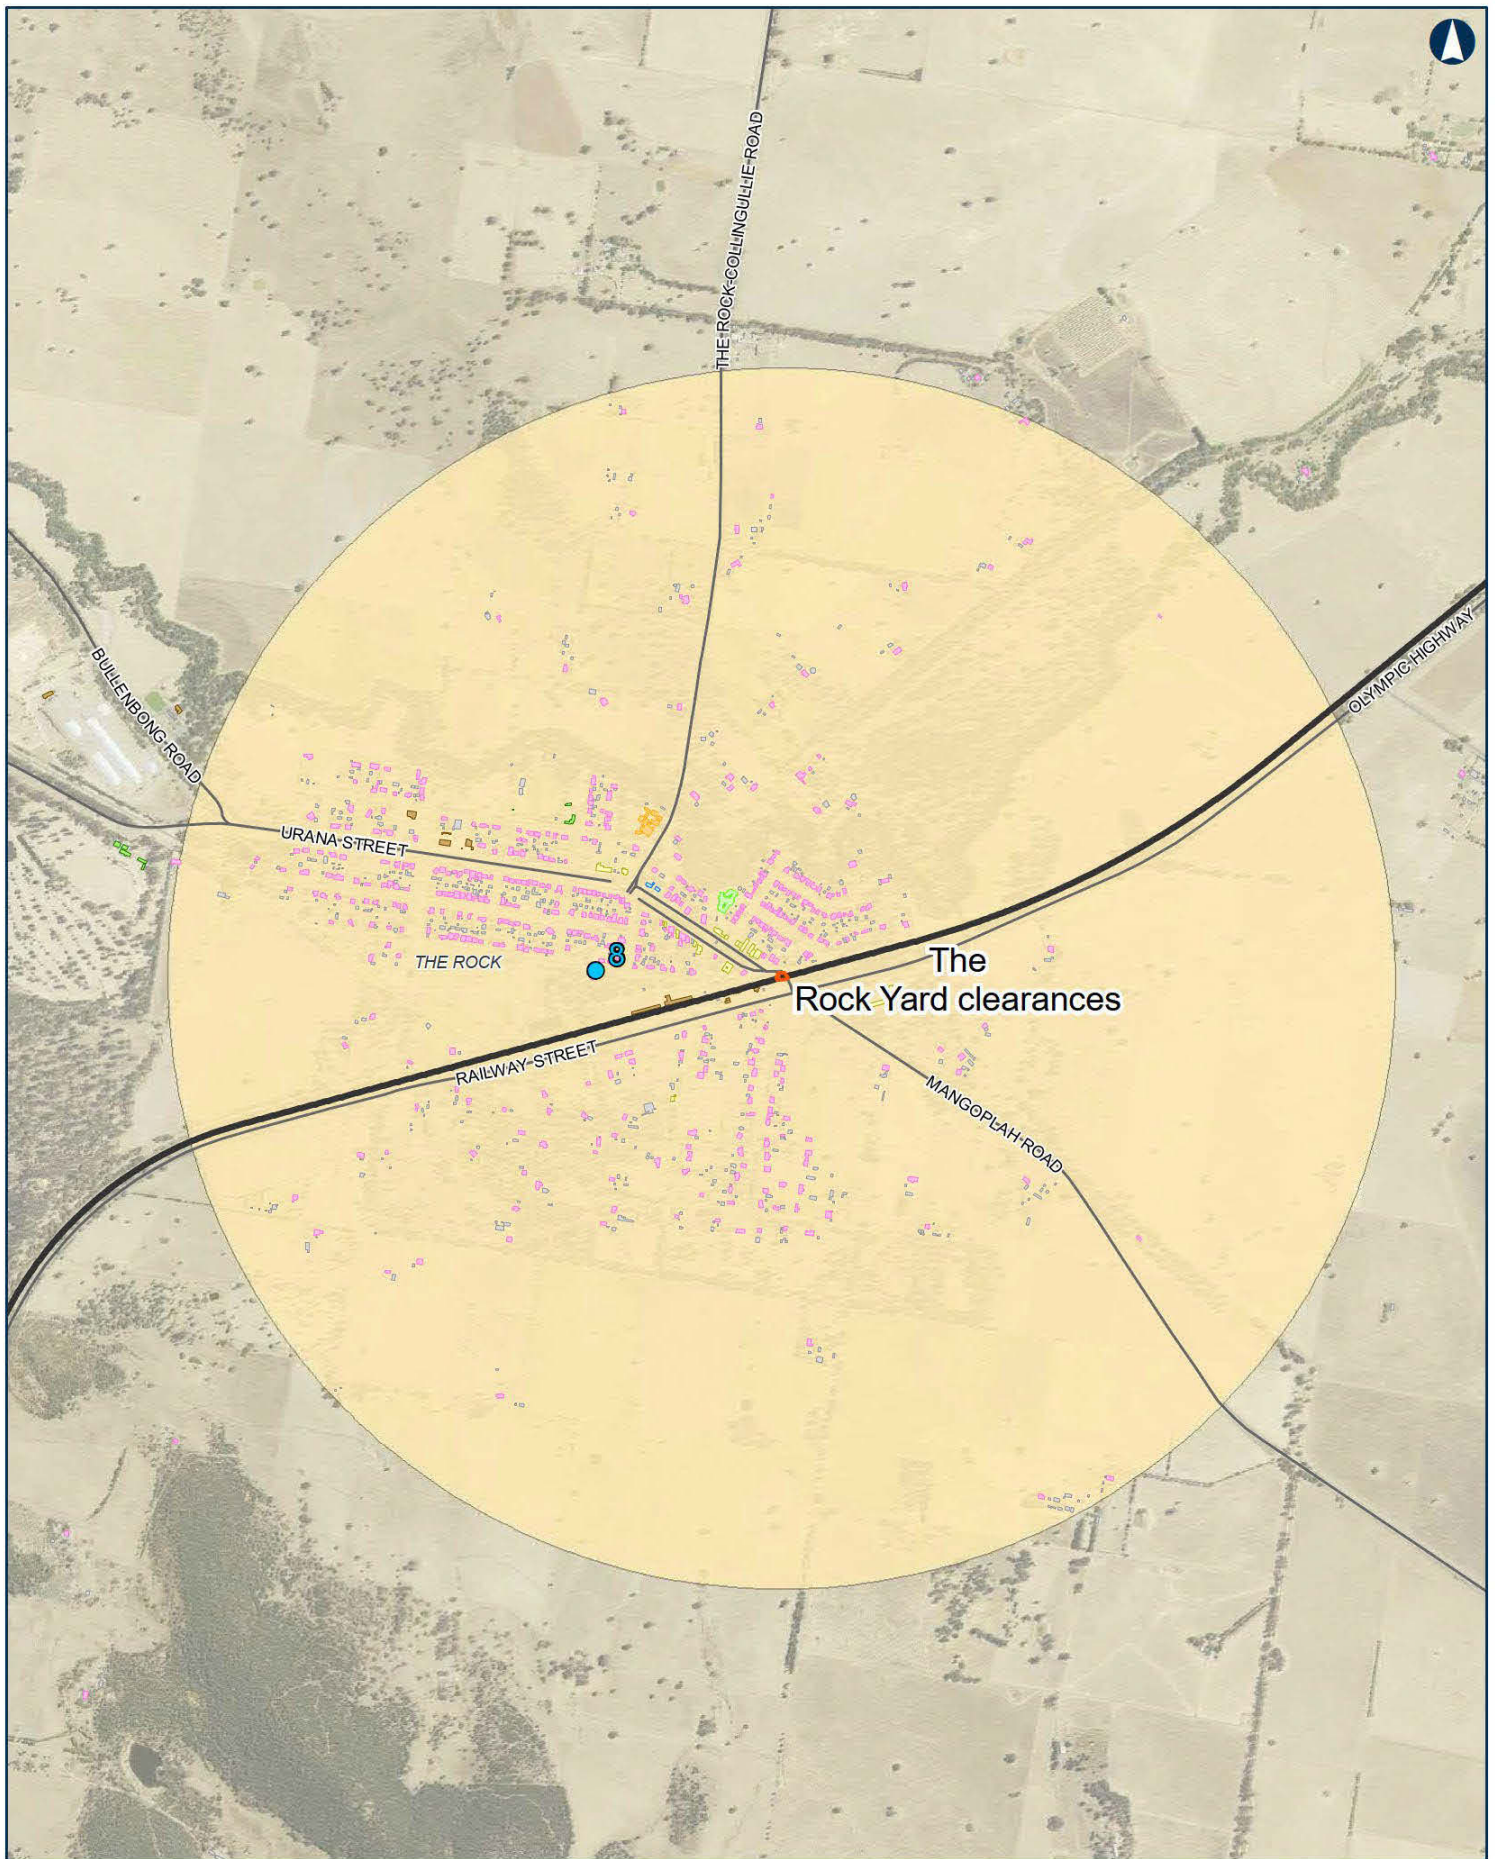 THE ROCK-COLLINGULLIE ROAD
OLYMPIC HIGHWAY
BULLENBONG ROAD
URANA STREET
THE ROCK
The
Rock Yard clearances
RAILWAY STREET
MANGOPLAH ROAD